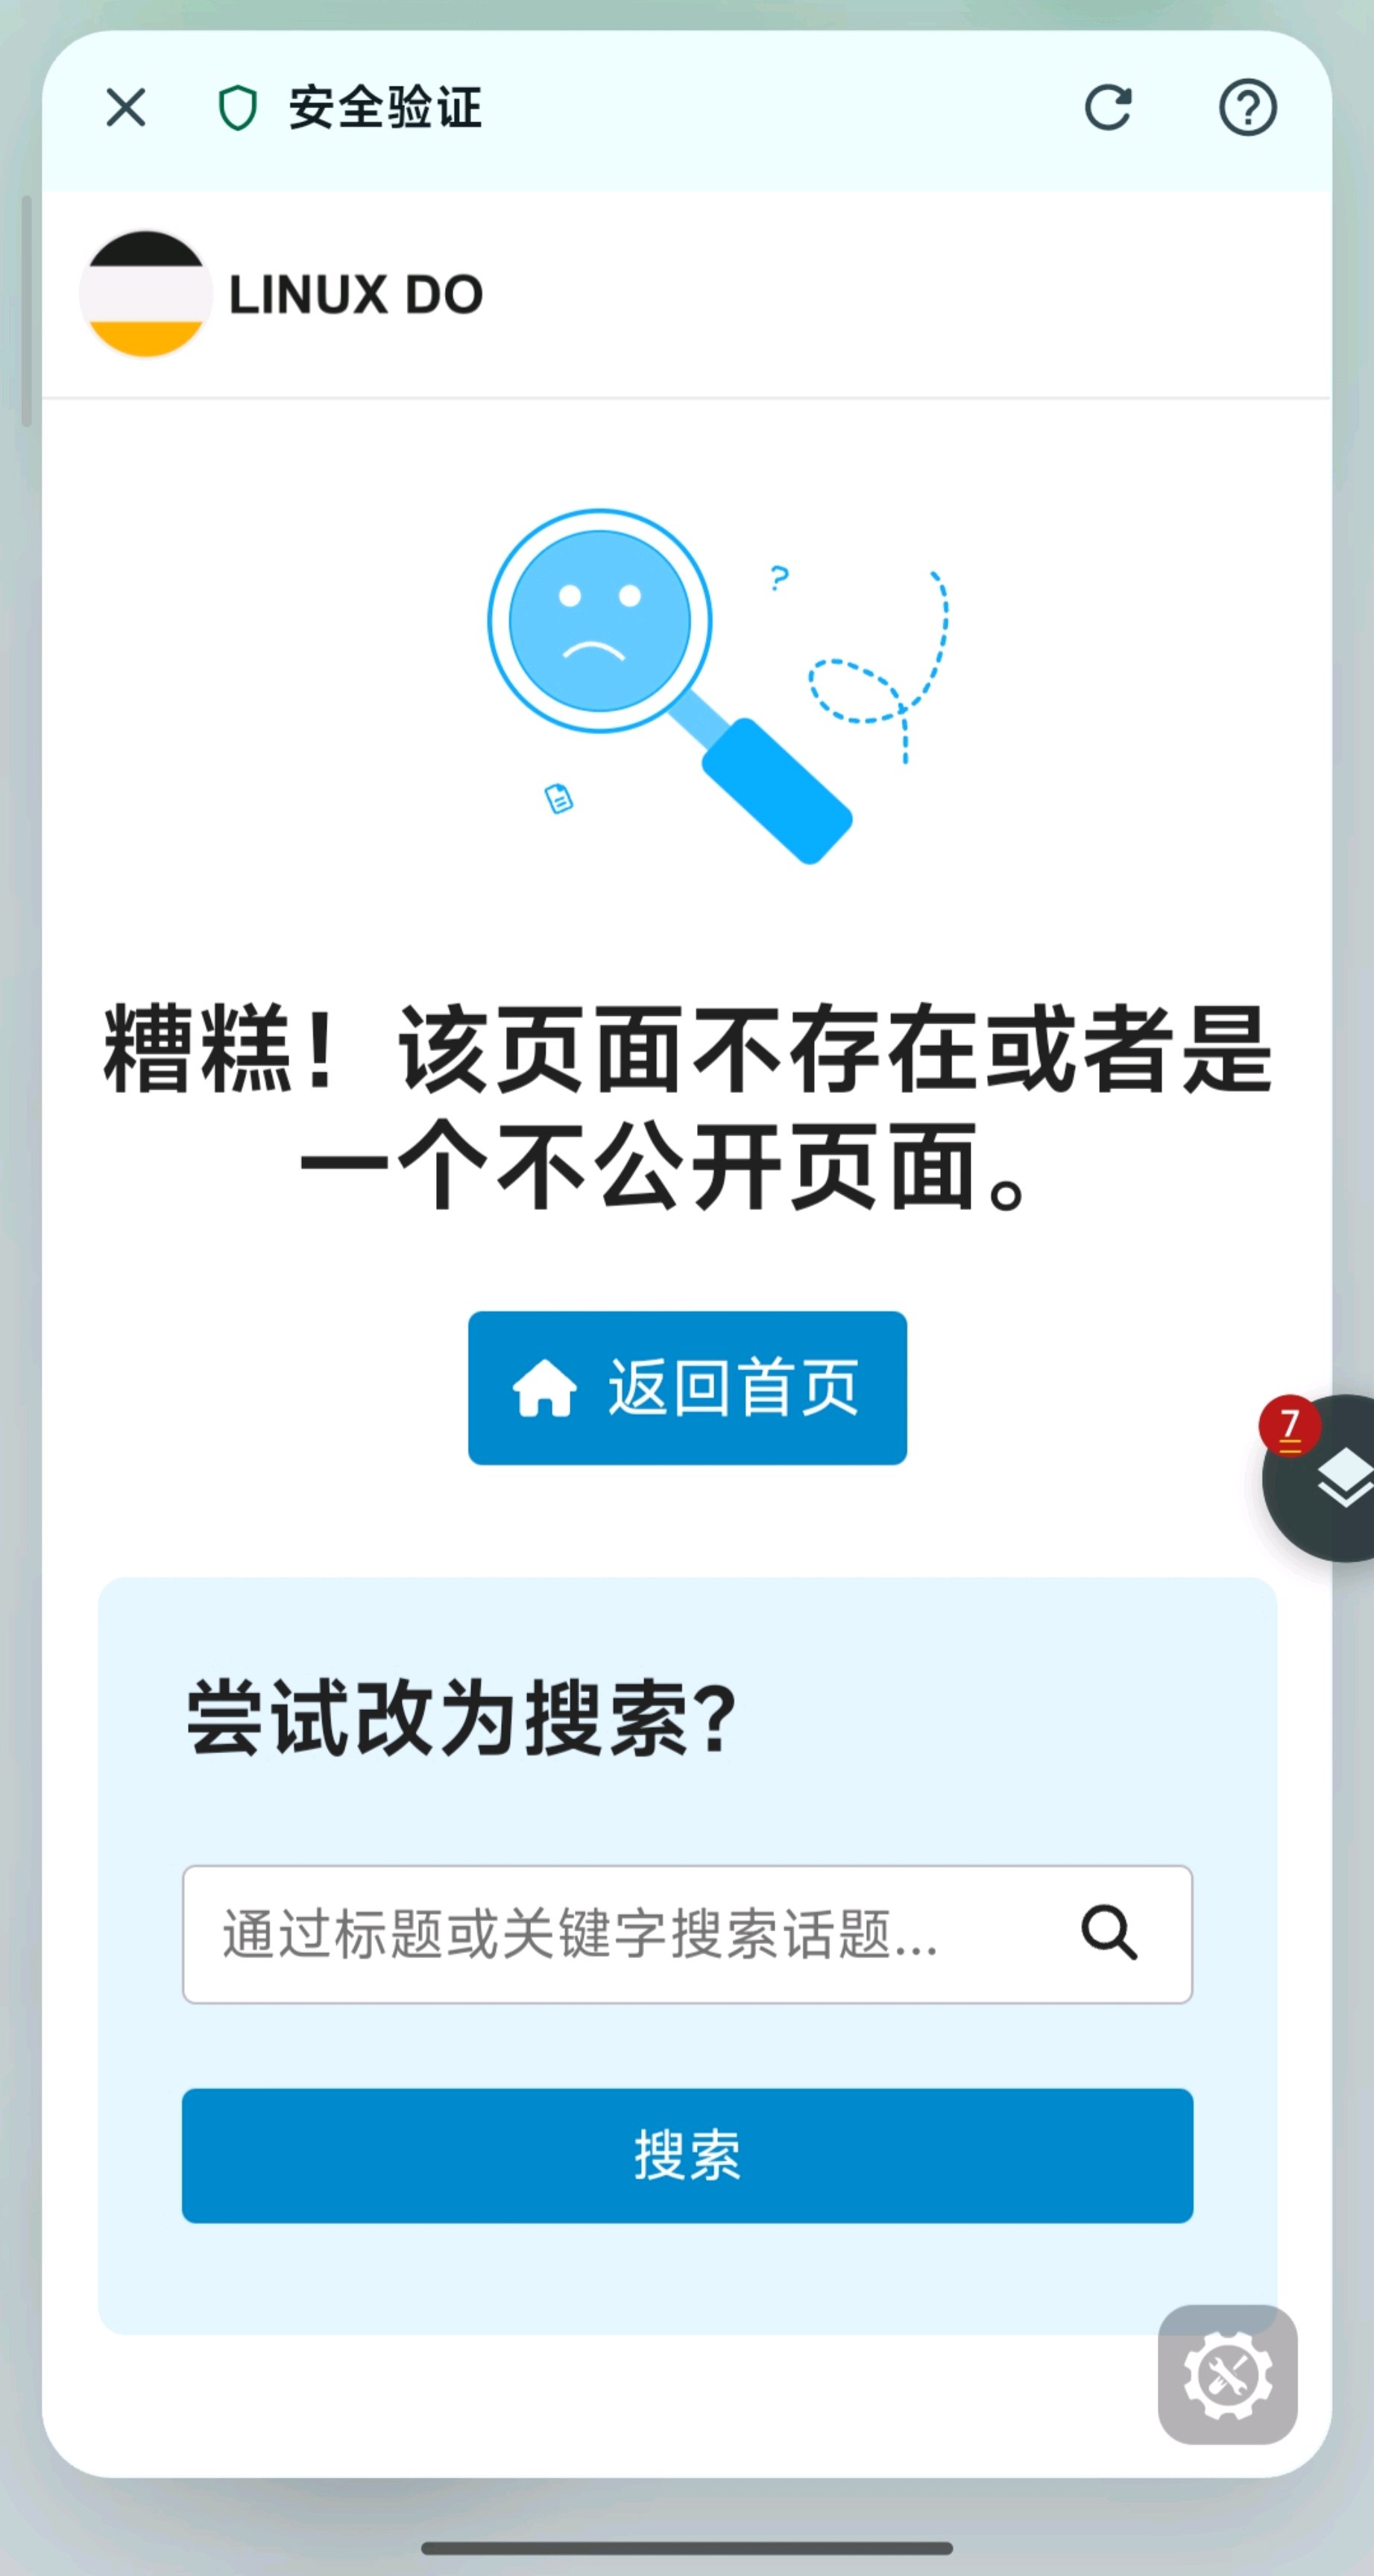 安全验证
LINUX DO
?
糟糕！该页面不存在或者是
一个不公开页面。
返回首页
7
尝试改为搜索?
通过标题或关键字搜索话题...
搜索